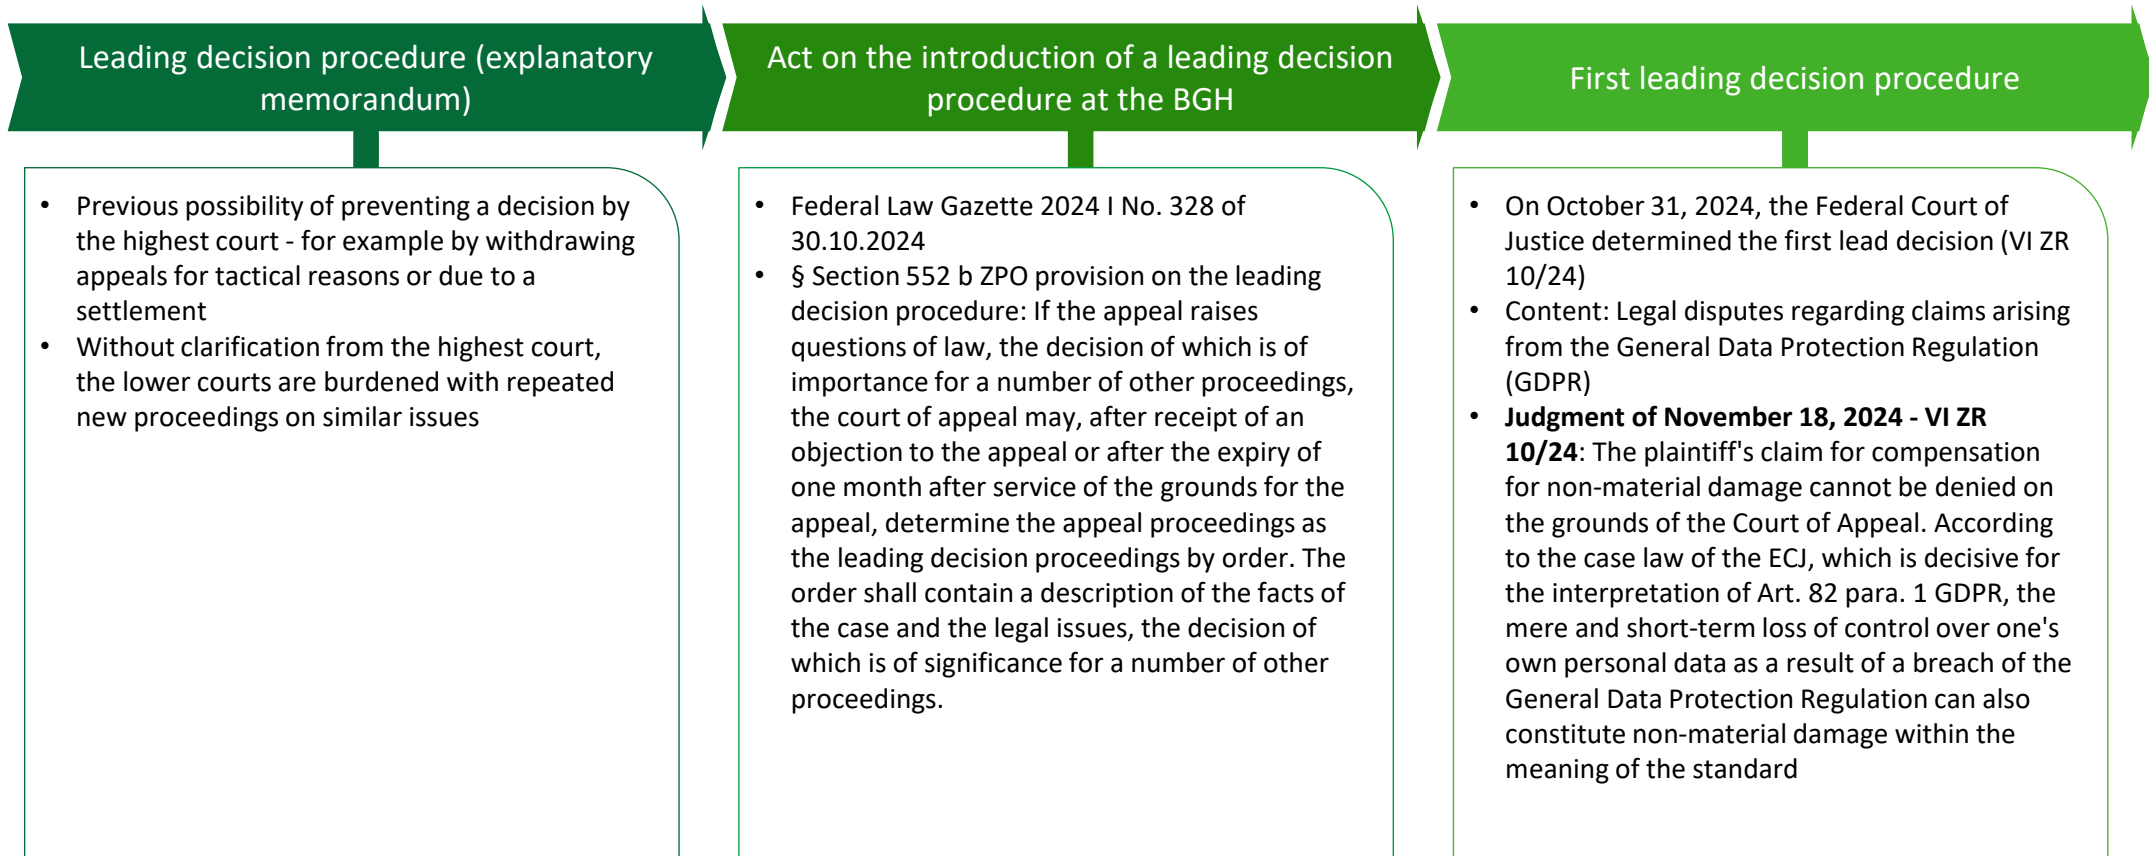 Leading decision procedure (explanatory
memorandum)
• Previous possibility of preventing a decision by
the highest court - for example by withdrawing
appeals for tactical reasons or due to a
settlement
• Without clarification from the highest court,
the lower courts are burdened with repeated
new proceedings on similar issues
Act on the introduction of a leading decision
procedure at the BGH
• Federal Law Gazette 2024 I No. 328 of
30.10.2024
• § Section 552 b ZPO provision on the leading
decision procedure: If the appeal raises
questions of law, the decision of which is of
importance for a number of other proceedings,
the court of appeal may, after receipt of an
objection to the appeal or after the expiry of
one month after service of the grounds for the
appeal, determine the appeal proceedings as
the leading decision proceedings by order. The
order shall contain a description of the facts of
the case and the legal issues, the decision of
which is of significance for a number of other
proceedings.
First leading decision procedure
• On October 31, 2024, the Federal Court of
Justice determined the first lead decision (VI ZR
10/24)
• Content: Legal disputes regarding claims arising
from the General Data Protection Regulation
(GDPR)
• Judgment of November 18, 2024 - VI ZR
10/24: The plaintiff's claim for compensation
for non-material damage cannot be denied on
the grounds of the Court of Appeal. According
to the case law of the ECJ, which is decisive for
the interpretation of Art. 82 para. 1 GDPR, the
mere and short-term loss of control over one's
own personal data as a result of a breach of the
General Data Protection Regulation can also
constitute non-material damage within the
meaning of the standard